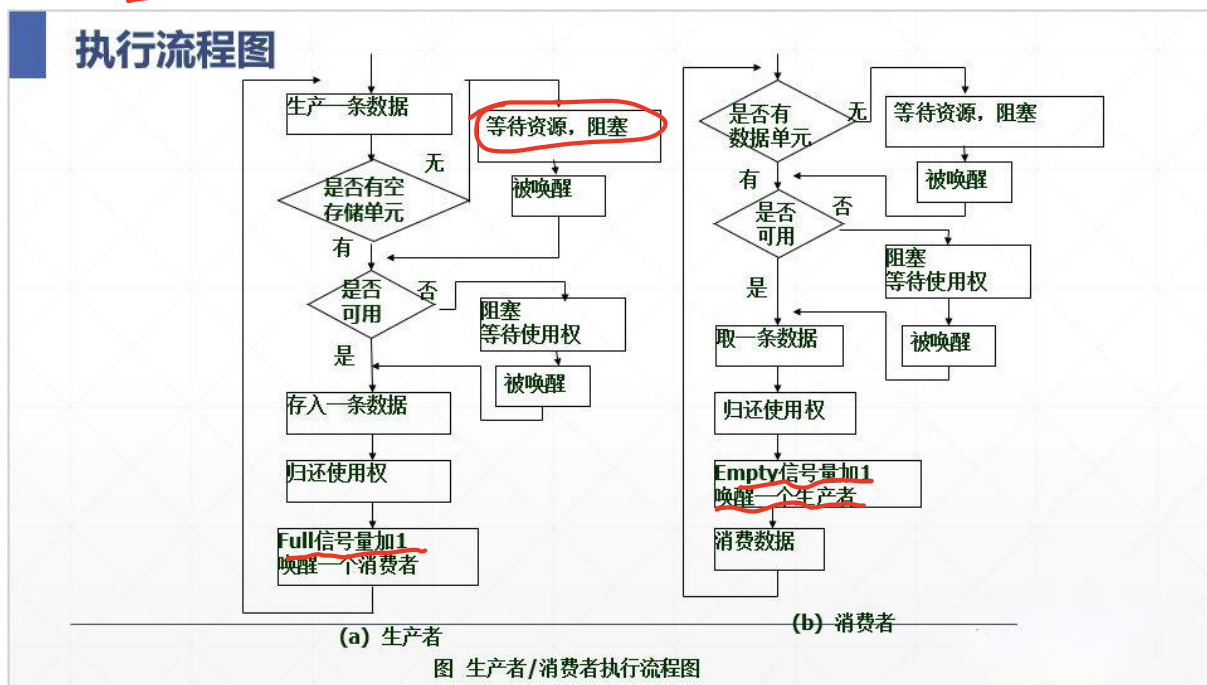 执行流程图
生产一条数据
是否有空
存储单元
无
有
等待资源，阻塞
被唤醒
是否
可用
否
是
阻塞
等待使用权
被唤醒
存入一条数据
归还使用权
Full信号量加1
唤醒一个消费者
(a) 生产者
是否有
数据单元
无
有
等待资源，阻塞
被唤醒
是否
可用
否
是
阻塞
等待使用权
被唤醒
取一条数据
归还使用权
Empty信号量加1
唤醒一个生产者
消费数据
(b) 消费者
图 生产者/消费者执行流程图